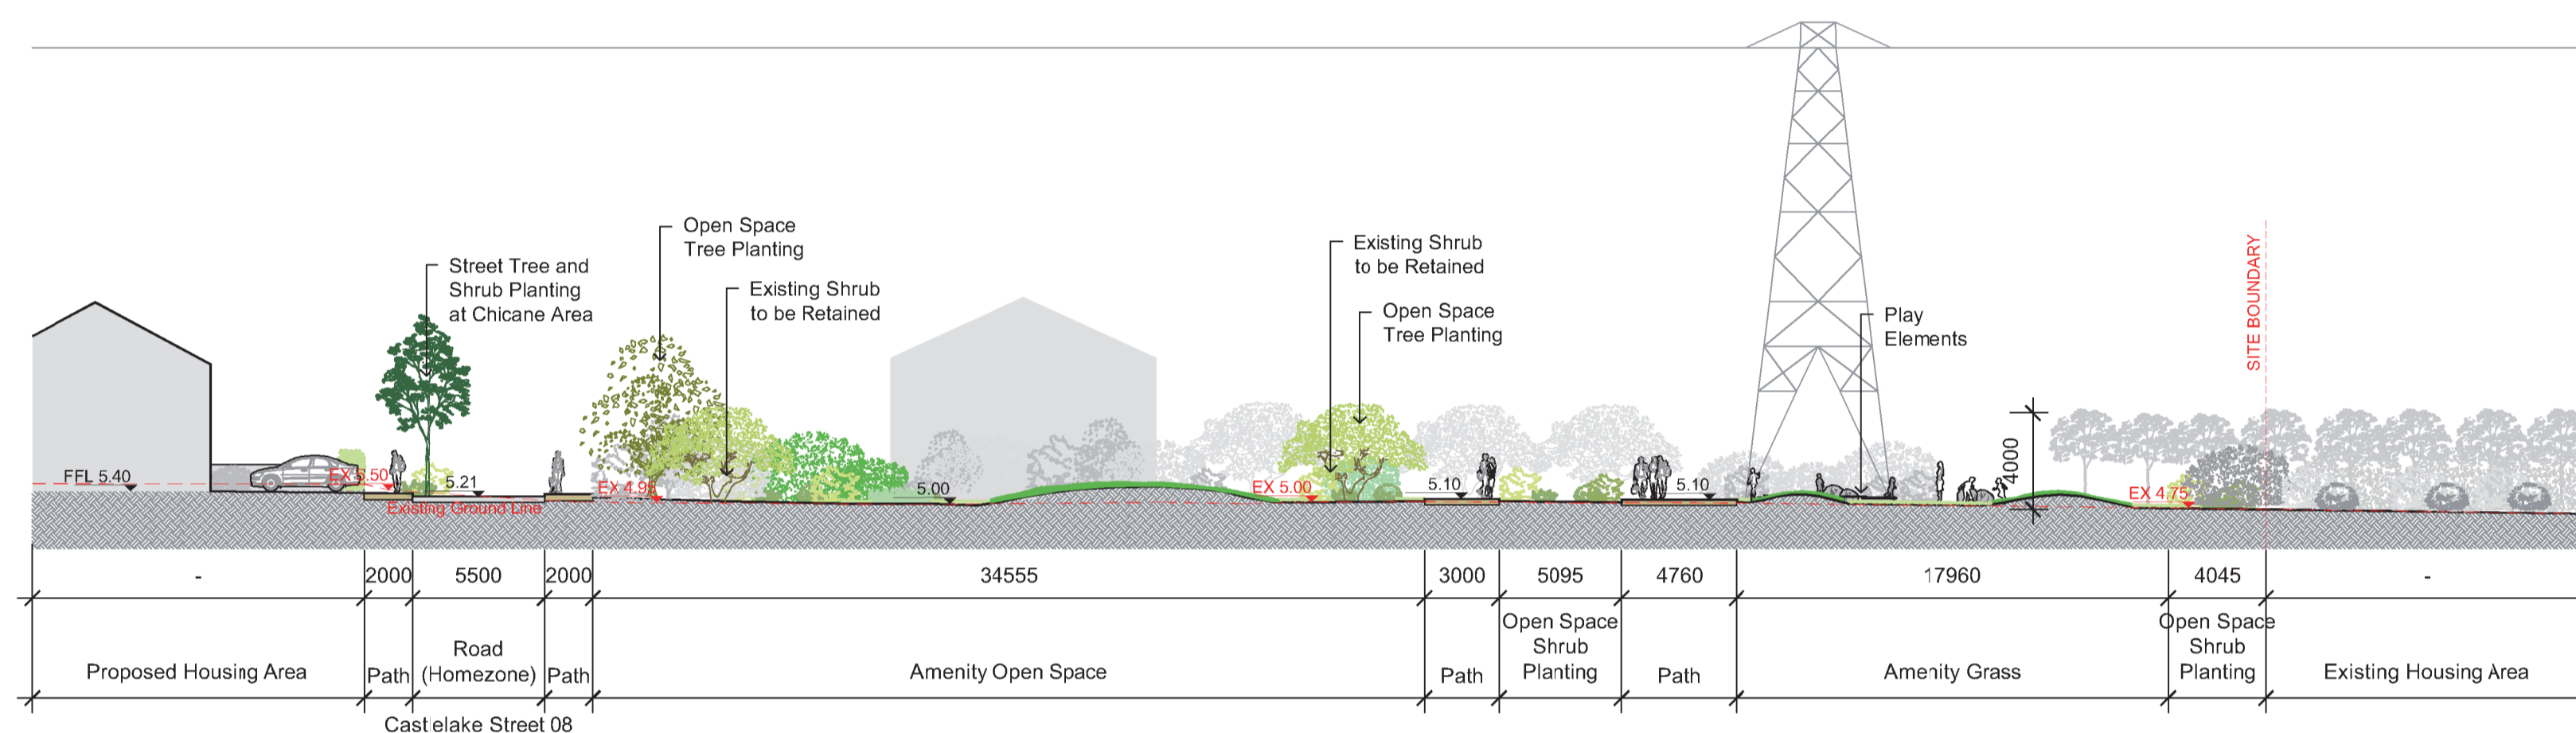 Open Space
Tree Planting
Existing Shrub
to be Retained
Street Tree and
Shrub Planting
at Chicane Area
Existing Shrub
to be Retained
Open Space
Tree Planting
Play
Elements
SITE BOUNDARY
4000
FFL 5.40
EX 5.50
5.21
EX 4.95
5.00
EX 5.00
5.10
5.10
EX 4.75
Existing Ground Line
- 2000 5500 2000 34555 3000 5095 4760 17960 4045 -
Proposed Housing Area
Path
Road
(Homezone)
Path
Amenity Open Space
Path
Open Space
Shrub
Planting
Path
Amenity Grass
Open Space
Shrub
Planting
Existing Housing Area
Castlelake Street 08